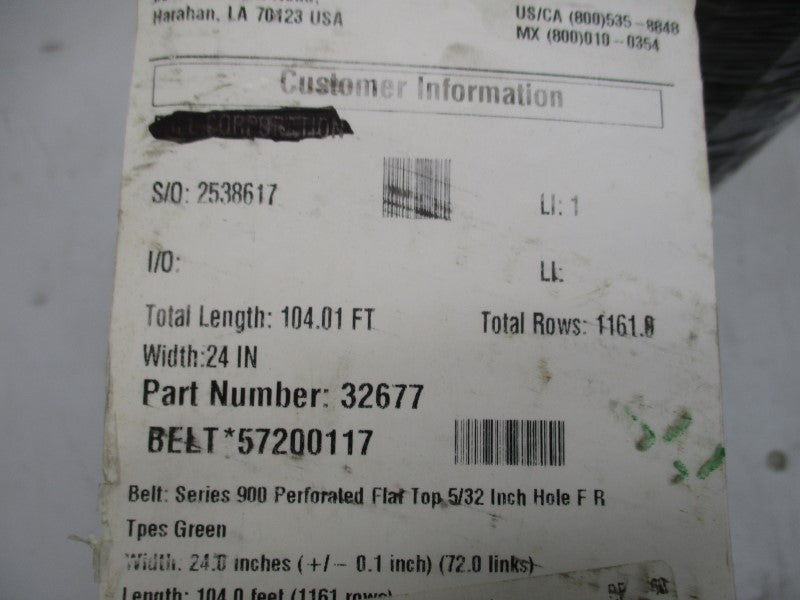 Harahan, LA 70123 USA
US/CA (800)535-8848
MX (800)010-0354
Customer Information
CORPORATION
S/O: 2538617
LI: 1
I/O:
LI:
Total Length: 104.01 FT
Total Rows: 1161.0
Width:24 IN
Part Number: 32677
BELT*57200117
Belt: Series 900 Perforated Flat Top 5/32 Inch Hole F R
Tpes Green
Width: 24.0 inches (+/- 0.1 inch) (72.0 links)
Length: 104.0 feet (1161 rows)